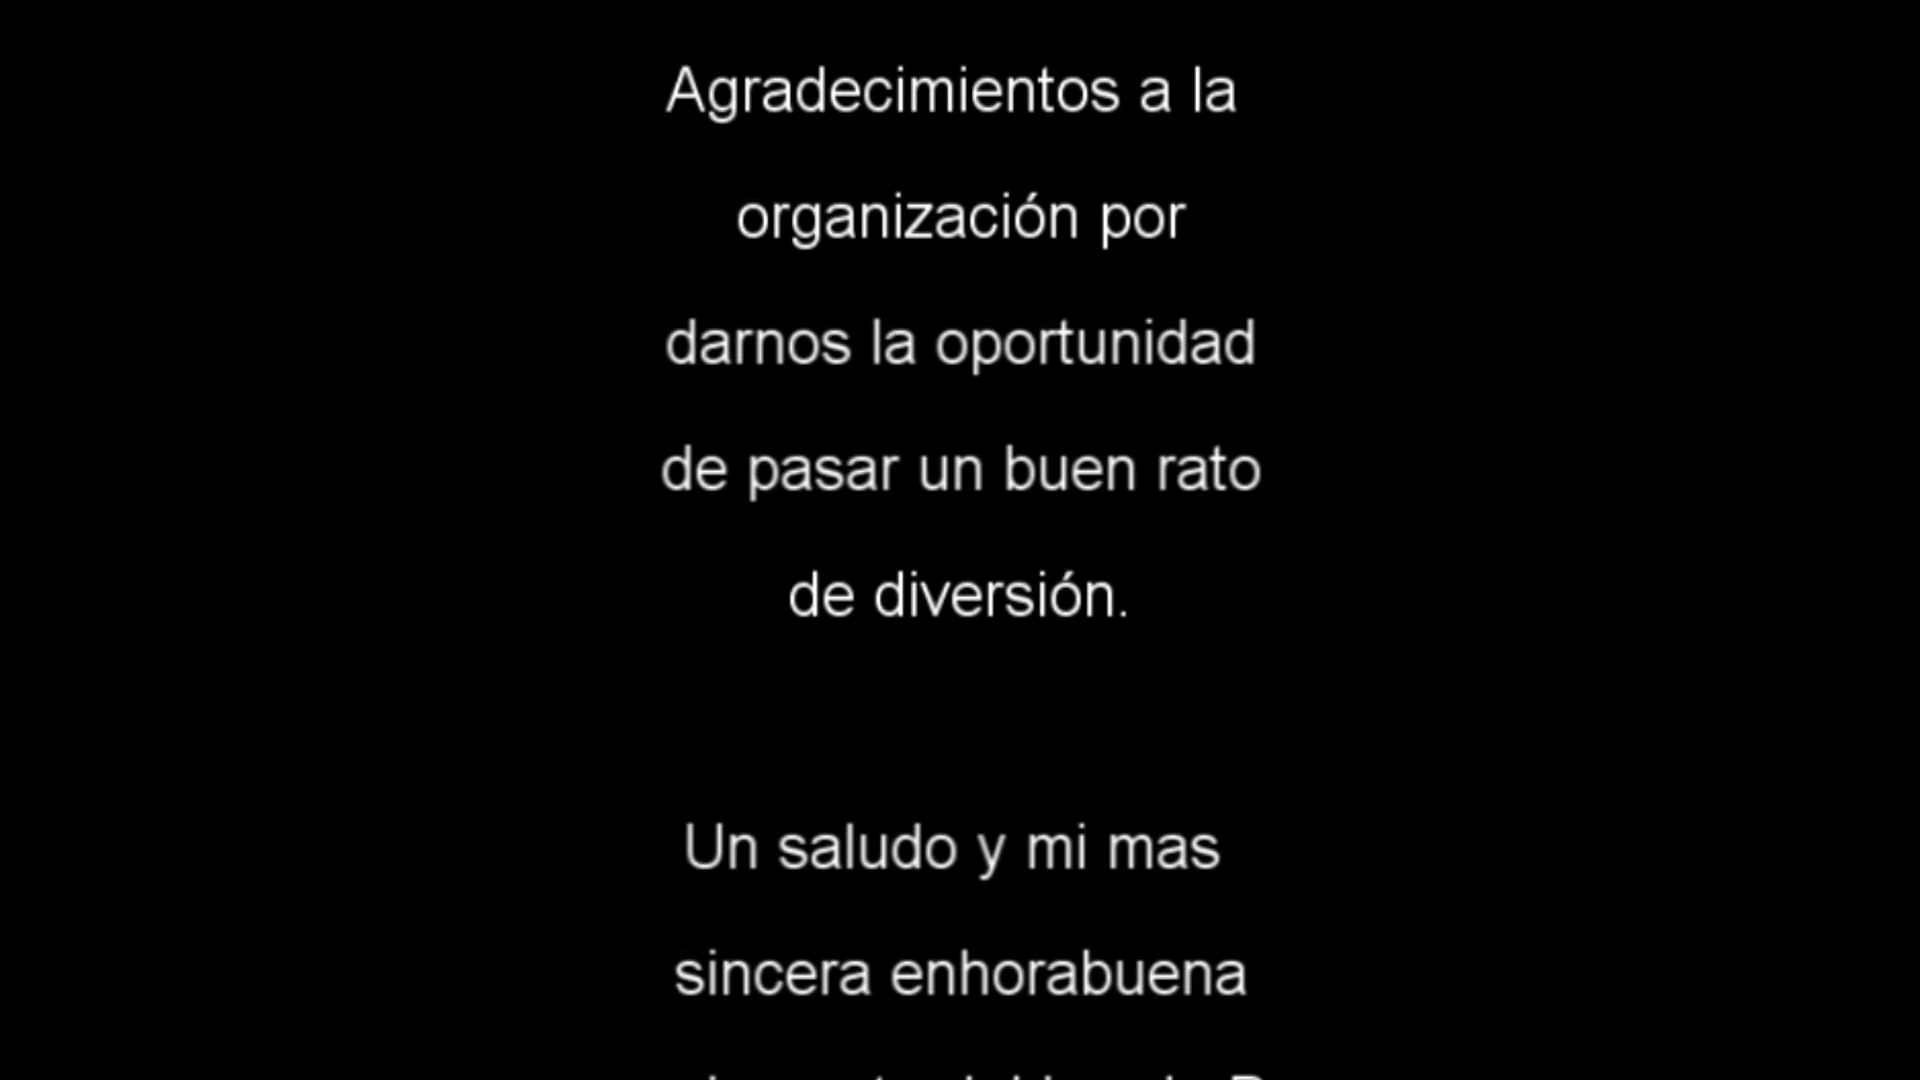 Agradecimientos a la
organización por
darnos la oportunidad
de pasar un buen rato
de diversión.
Un saludo y mi mas
sincera enhorabuena